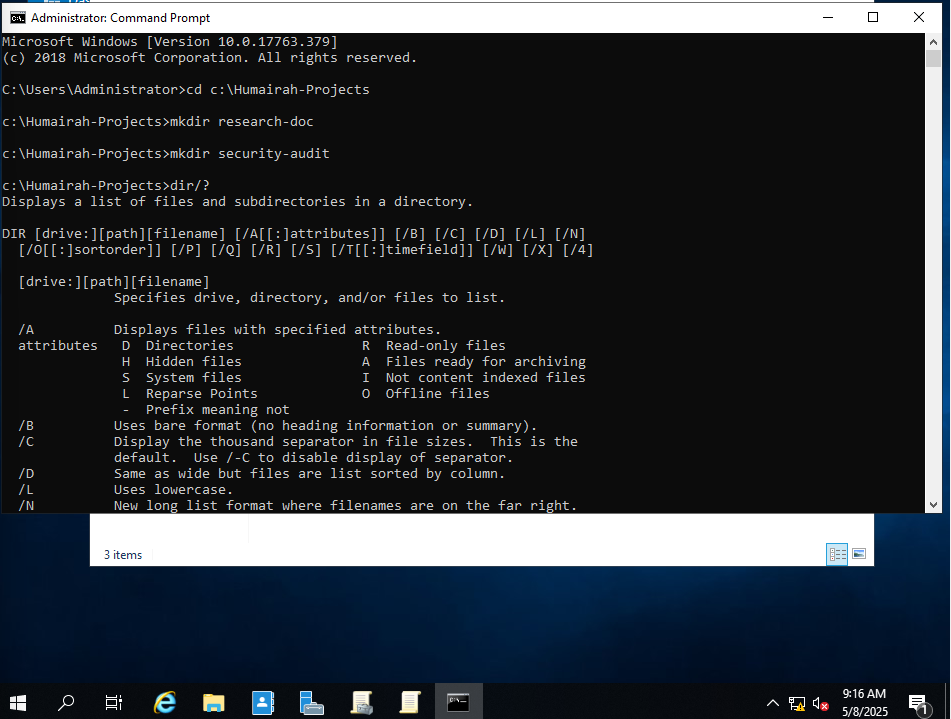 Administrator: Command Prompt
Microsoft Windows [Version 10.0.17763.379]
(c) 2018 Microsoft Corporation. All rights reserved.
C:\Users\Administrator>cd c:\Humairah-Projects
c:\Humairah-Projects>mkdir research-doc
c:\Humairah-Projects>mkdir security-audit
c:\Humairah-Projects>dir/?
Displays a list of files and subdirectories in a directory.
DIR [drive:][path][filename] [/A[[:]attributes]] [/B] [/C] [/D] [/L] [/N]
[/O[[:]sortorder]] [/P] [/Q] [/R] [/S] [/T[[:]timefield]] [/W] [/X] [/4]
[drive:][path][filename]
Specifies drive, directory, and/or files to list.
/A Displays files with specified attributes.
attributes D Directories R Read-only files
H Hidden files A Files ready for archiving
S System files I Not content indexed files
L Reparse Points O Offline files
- Prefix meaning not
/B Uses bare format (no heading information or summary).
/C Display the thousand separator in file sizes. This is the
default. Use /-C to disable display of separator.
/D Same as wide but files are list sorted by column.
/L Uses lowercase.
/N New long list format where filenames are on the far right.
3 items
9:16 AM
5/8/2025
1